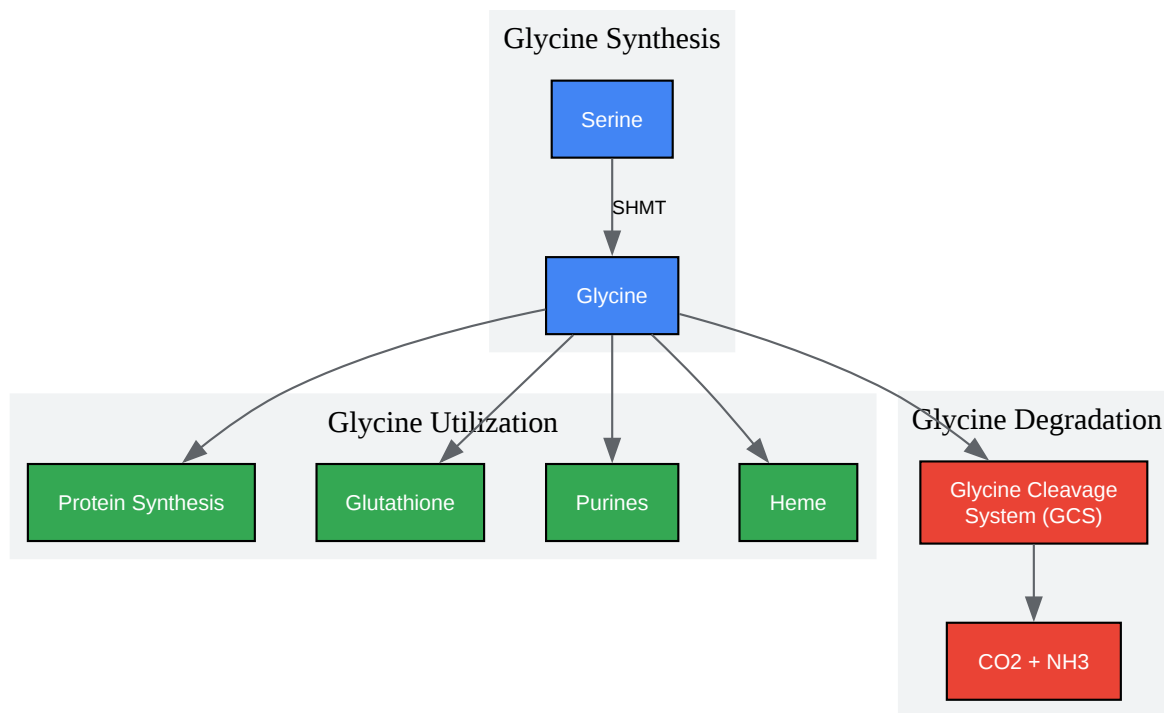 Glycine Synthesis
Serine
SHMT
Glycine
Glycine Utilization
Protein Synthesis
Glutathione
Purines
Heme
Glycine Degradation
Glycine Cleavage
System (GCS)
CO2 + NH3